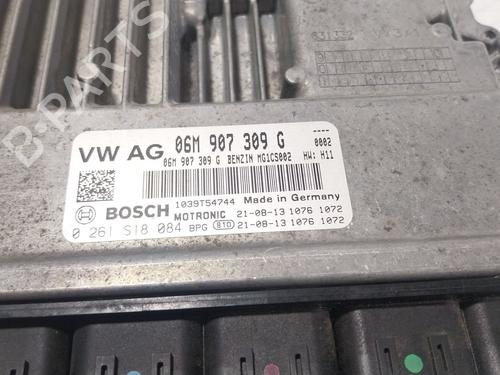 VW AG 06M 907 309 G ----
06M 907 309 G BENZIN MG1CS002 0002
HW: H11
1039T54744 Made in Germany
BOSCH MOTRONIC 21-08-13 1076 1072
0 261 S18 084 BPG 810 21-08-13 1076 1072
B-PARTS